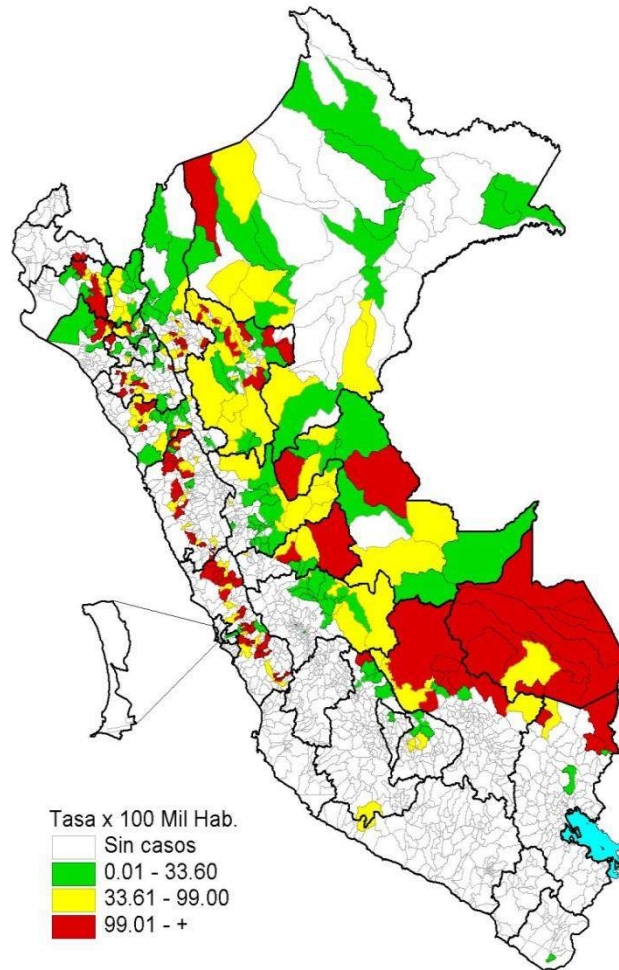 Tasa x 100 Mil Hab.
Sin casos
0.01 - 33.60
33.61 - 99.00
99.01 - +